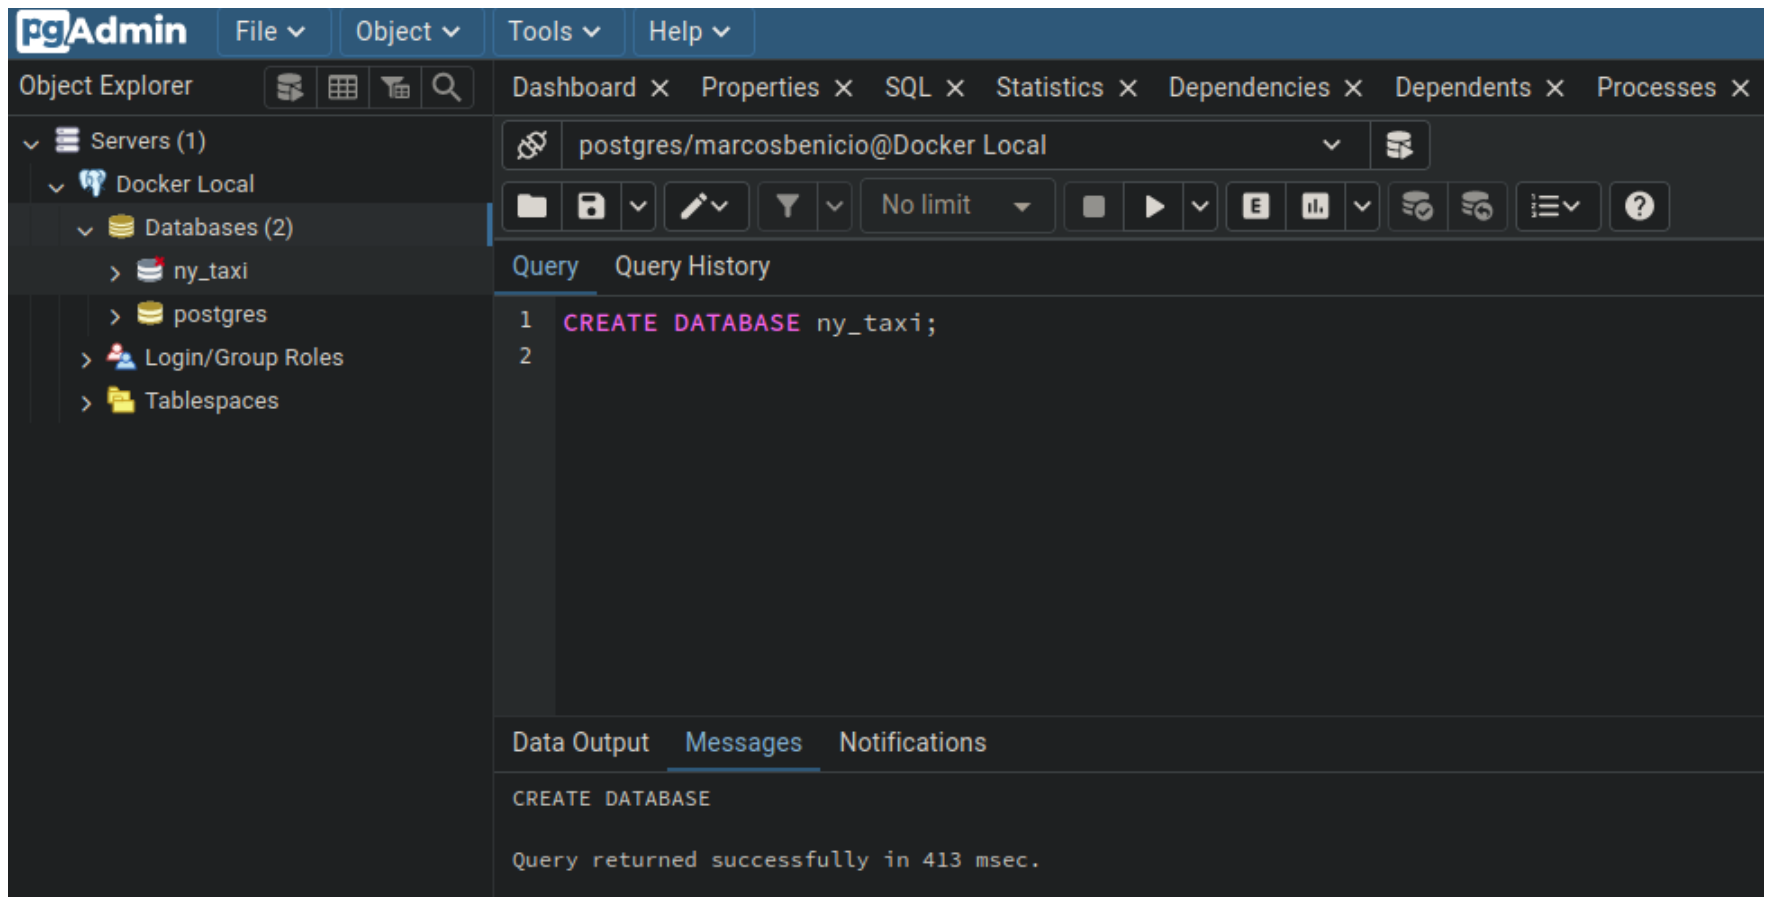 pgAdmin File Object Tools Help
Object Explorer
Dashboard Properties SQL Statistics Dependencies Dependents Processes
Servers (1)
Docker Local
Databases (2)
ny_taxi
postgres
Login/Group Roles
Tablespaces
postgres/marcosbenicio@Docker Local
No limit E
Query Query History
1 CREATE DATABASE ny_taxi;
2
Data Output Messages Notifications
CREATE DATABASE
Query returned successfully in 413 msec.